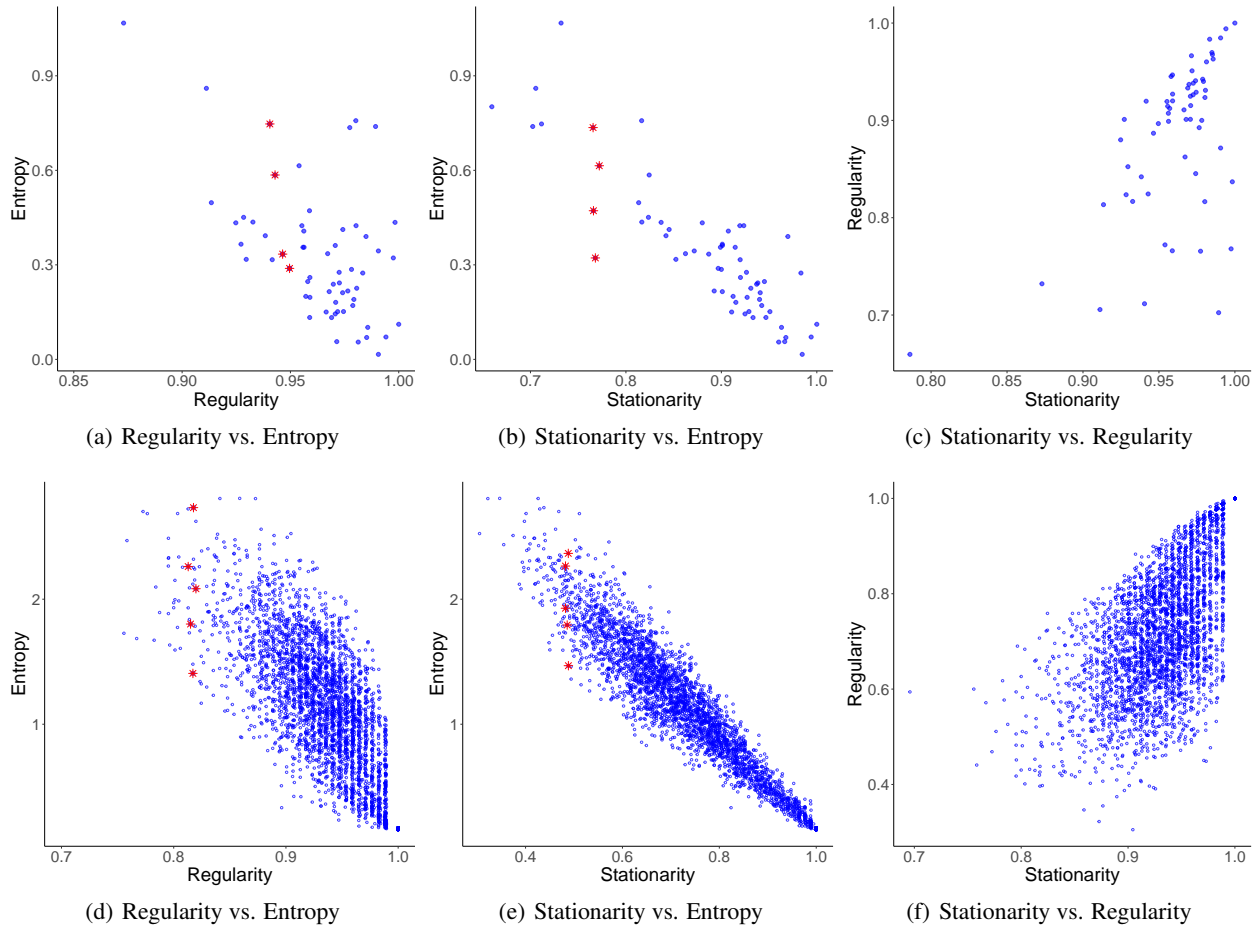 0.9
0.6
0.3
0.0
Entropy
0.85
0.90
0.95
1.00
Regularity
(a) Regularity vs. Entropy
0.9
0.6
0.3
0.0
Entropy
0.7
0.8
0.9
1.0
Stationarity
(b) Stationarity vs. Entropy
1.0
0.9
0.8
0.7
Regularity
0.80
0.85
0.90
0.95
1.00
Stationarity
(c) Stationarity vs. Regularity
2
1
Entropy
0.7
0.8
0.9
1.0
Regularity
(d) Regularity vs. Entropy
2
1
Entropy
0.4
0.6
0.8
1.0
Stationarity
(e) Stationarity vs. Entropy
1.0
0.8
0.6
0.4
Regularity
0.7
0.8
0.9
1.0
Stationarity
(f) Stationarity vs. Regularity